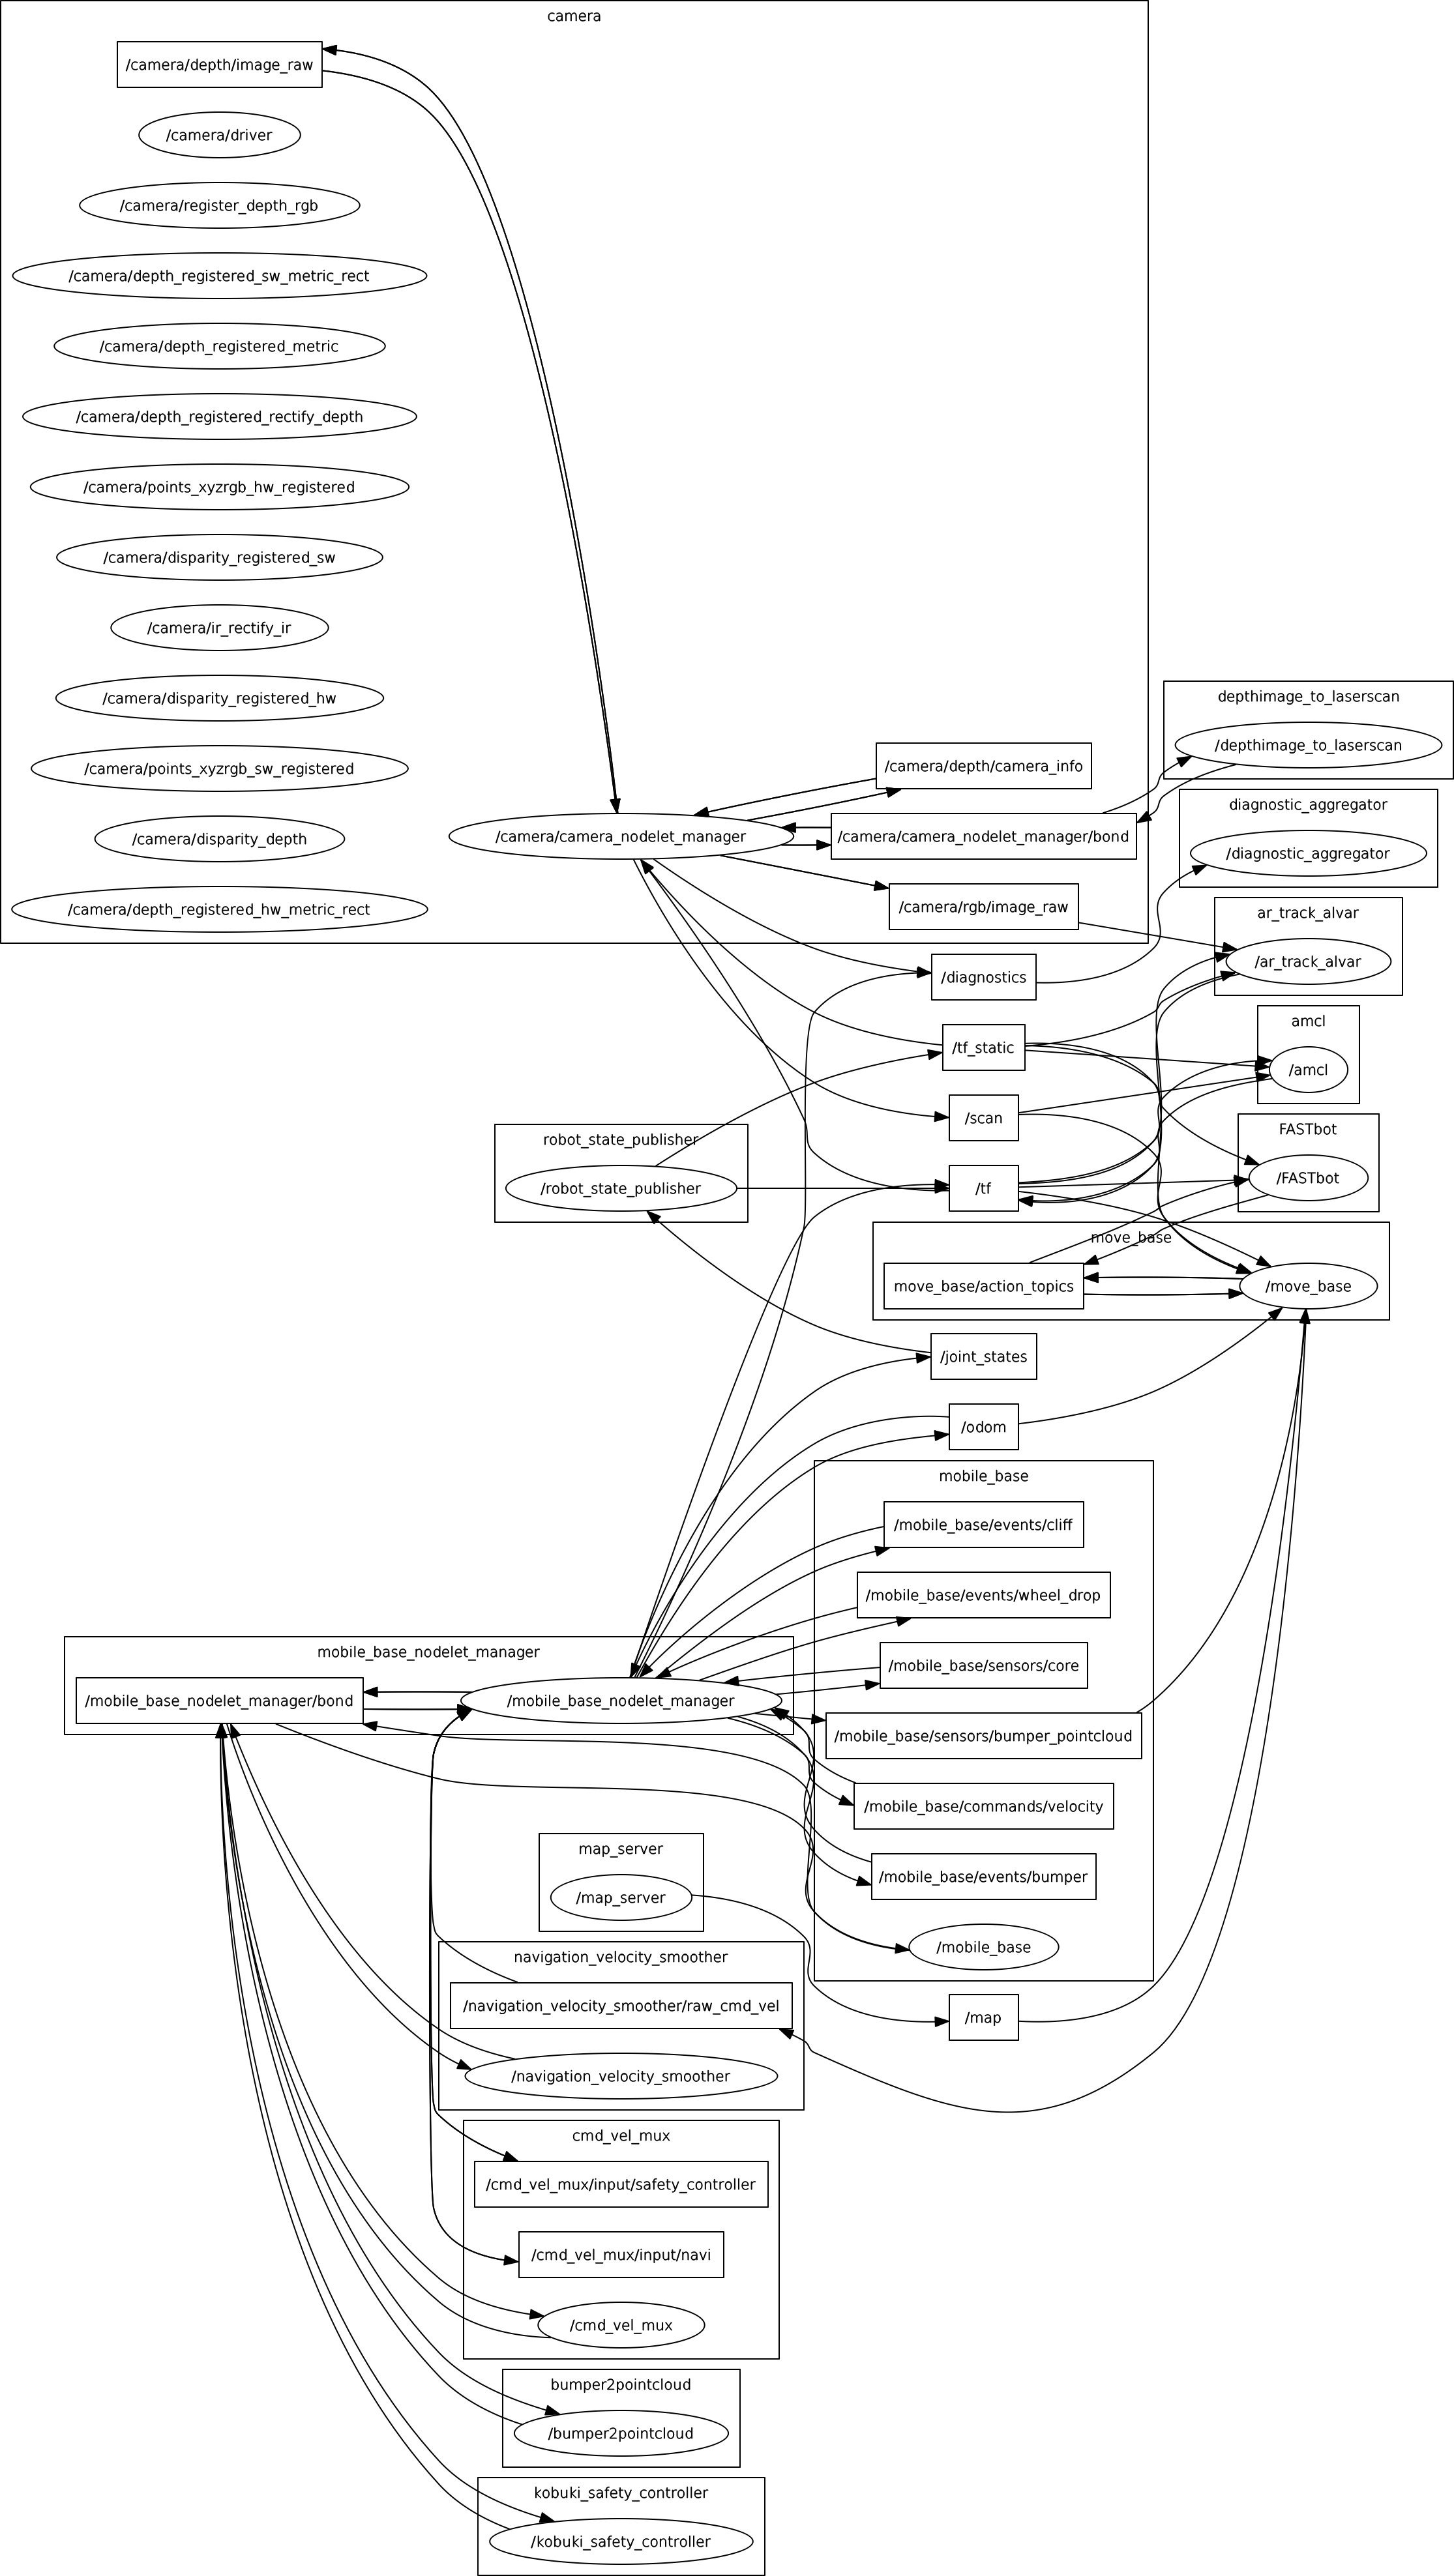 camera
/camera/depth/image_raw
/camera/driver
/camera/register_depth_rgb
/camera/depth_registered_sw_metric_rect
/camera/depth_registered_metric
/camera/depth_registered_rectify_depth
/camera/points_xyzrgb_hw_registered
/camera/disparity_registered_sw
/camera/ir_rectify_ir
/camera/disparity_registered_hw
/camera/points_xyzrgb_sw_registered
/camera/disparity_depth
/camera/depth_registered_hw_metric_rect
/camera/camera_nodelet_manager
/camera/depth/camera_info
/camera/camera_nodelet_manager/bond
/camera/rgb/image_raw
depthimage_to_laserscan
/depthimage_to_laserscan
diagnostic_aggregator
/diagnostic_aggregator
ar_track_alvar
/ar_track_alvar
/diagnostics
/tf_static
amcl
/amcl
/scan
FASTbot
/FASTbot
robot_state_publisher
/robot_state_publisher
/tf
move_base
move_base/action_topics
/move_base
/joint_states
/odom
mobile_base
/mobile_base/events/cliff
/mobile_base/events/wheel_drop
/mobile_base/sensors/core
/mobile_base/sensors/bumper_pointcloud
/mobile_base/commands/velocity
/mobile_base/events/bumper
/mobile_base
mobile_base_nodelet_manager
/mobile_base_nodelet_manager/bond
/mobile_base_nodelet_manager
map_server
/map_server
/map
navigation_velocity_smoother
/navigation_velocity_smoother/raw_cmd_vel
/navigation_velocity_smoother
cmd_vel_mux
/cmd_vel_mux/input/safety_controller
/cmd_vel_mux/input/navi
/cmd_vel_mux
bumper2pointcloud
/bumper2pointcloud
kobuki_safety_controller
/kobuki_safety_controller